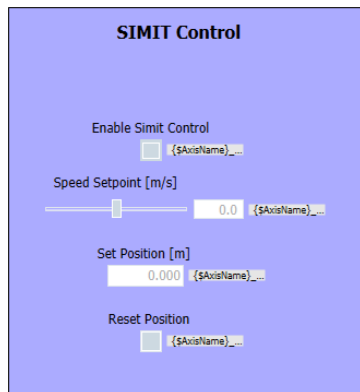 SIMIT Control
Enable Simit Control
{$AxisName}_...
Speed Setpoint [m/s]
0.0 {$AxisName}_...
Set Position [m]
0.000 {$AxisName}_...
Reset Position
{$AxisName}_...